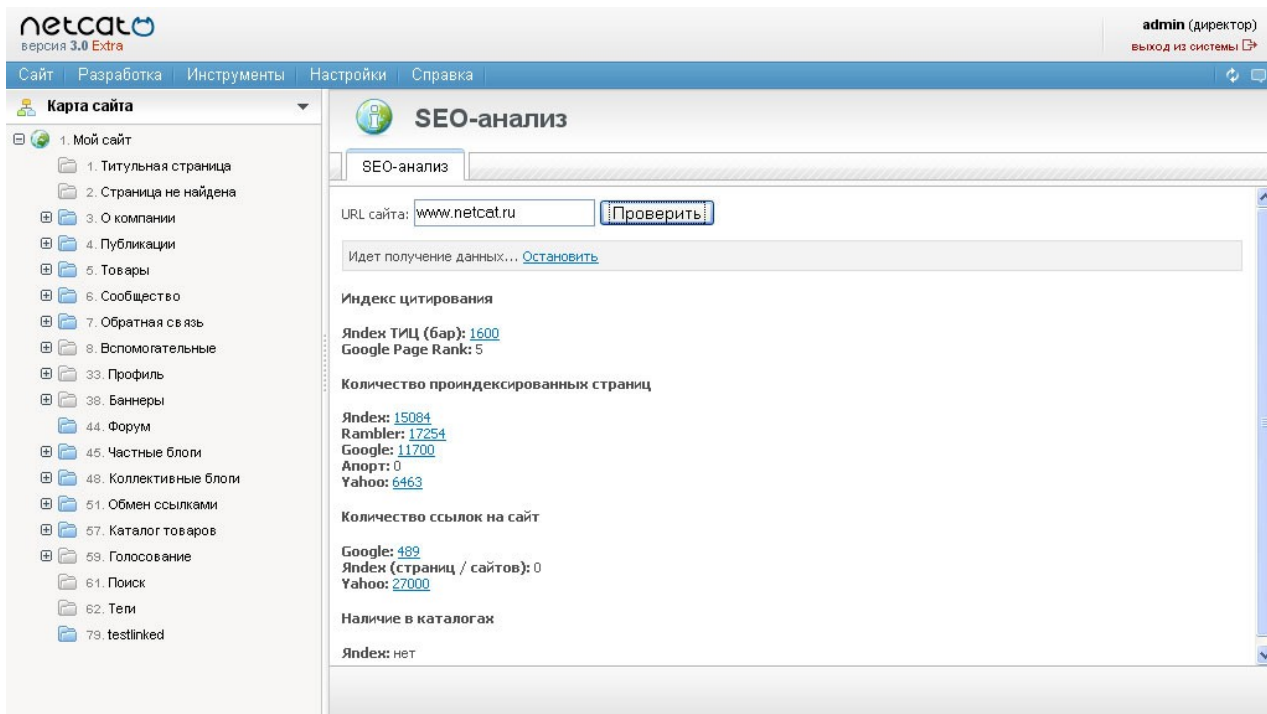 netcat
версия 3.0 Extra
admin (директор)
выход из системы
Сайт Разработка Инструменты Настройки Справка
Карта сайта
1. Мой сайт
1. Титульная страница
2. Страница не найдена
3. О компании
4. Публикации
5. Товары
6. Сообщество
7. Обратная связь
8. Вспомогательные
33. Профиль
38. Баннеры
44. Форум
45. Частные блоги
48. Коллективные блоги
51. Обмен ссылками
57. Каталог товаров
59. Голосование
61. Поиск
62. Теги
79. testlinked
SEO-анализ
SEO-анализ
URL сайта: www.netcat.ru Проверить
Идет получение данных... Остановить
Индекс цитирования
Яndex ТИЦ (бар): 1600
Google Page Rank: 5
Количество проиндексированных страниц
Яndex: 15084
Rambler: 17254
Google: 11700
Апорт: 0
Yahoo: 6463
Количество ссылок на сайт
Google: 489
Яndex (страниц / сайтов): 0
Yahoo: 27000
Наличие в каталогах
Яndex: нет